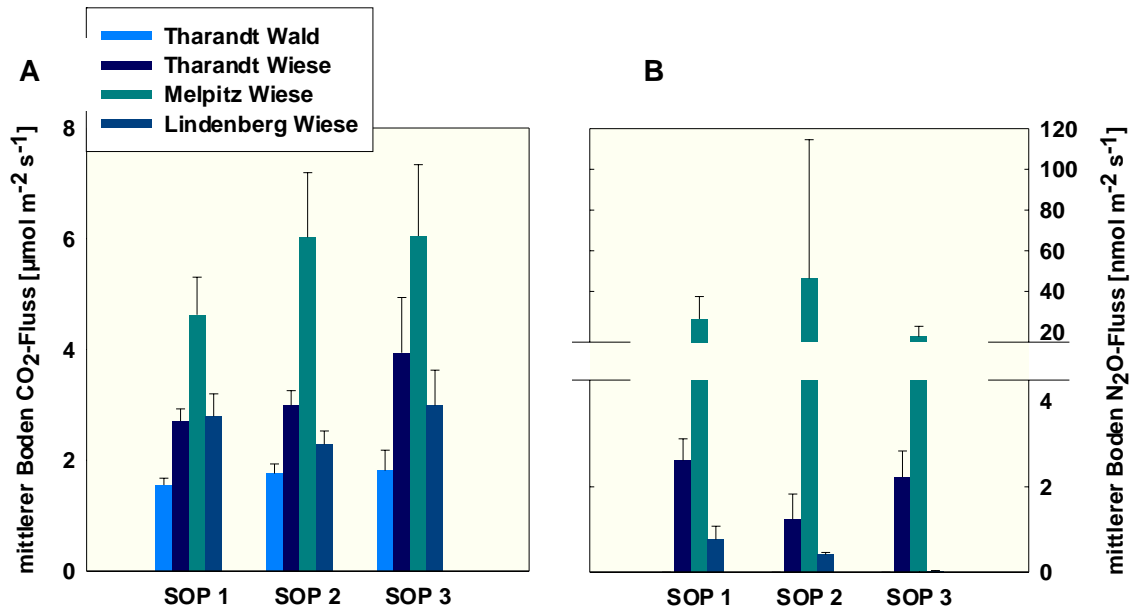 Tharandt Wald
Tharandt Wiese
Melpitz Wiese
Lindenberg Wiese
A
mittlerer Boden CO₂-Fluss [µmol m⁻² s⁻¹]
8
6
4
2
0
SOP 1 SOP 2 SOP 3
B
120
100
80
60
40
20
4
2
0
mittlerer Boden N₂O-Fluss [nmol m⁻² s⁻¹]
SOP 1 SOP 2 SOP 3